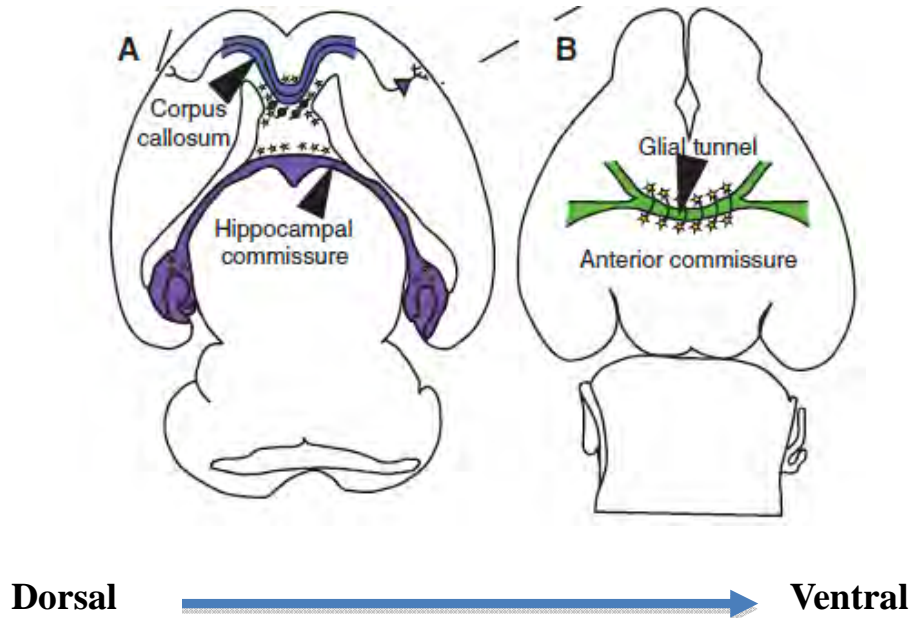 A
B
Corpus
callosum
Glial tunnel
Hippocampal
commissure
Anterior commissure
Dorsal
Ventral